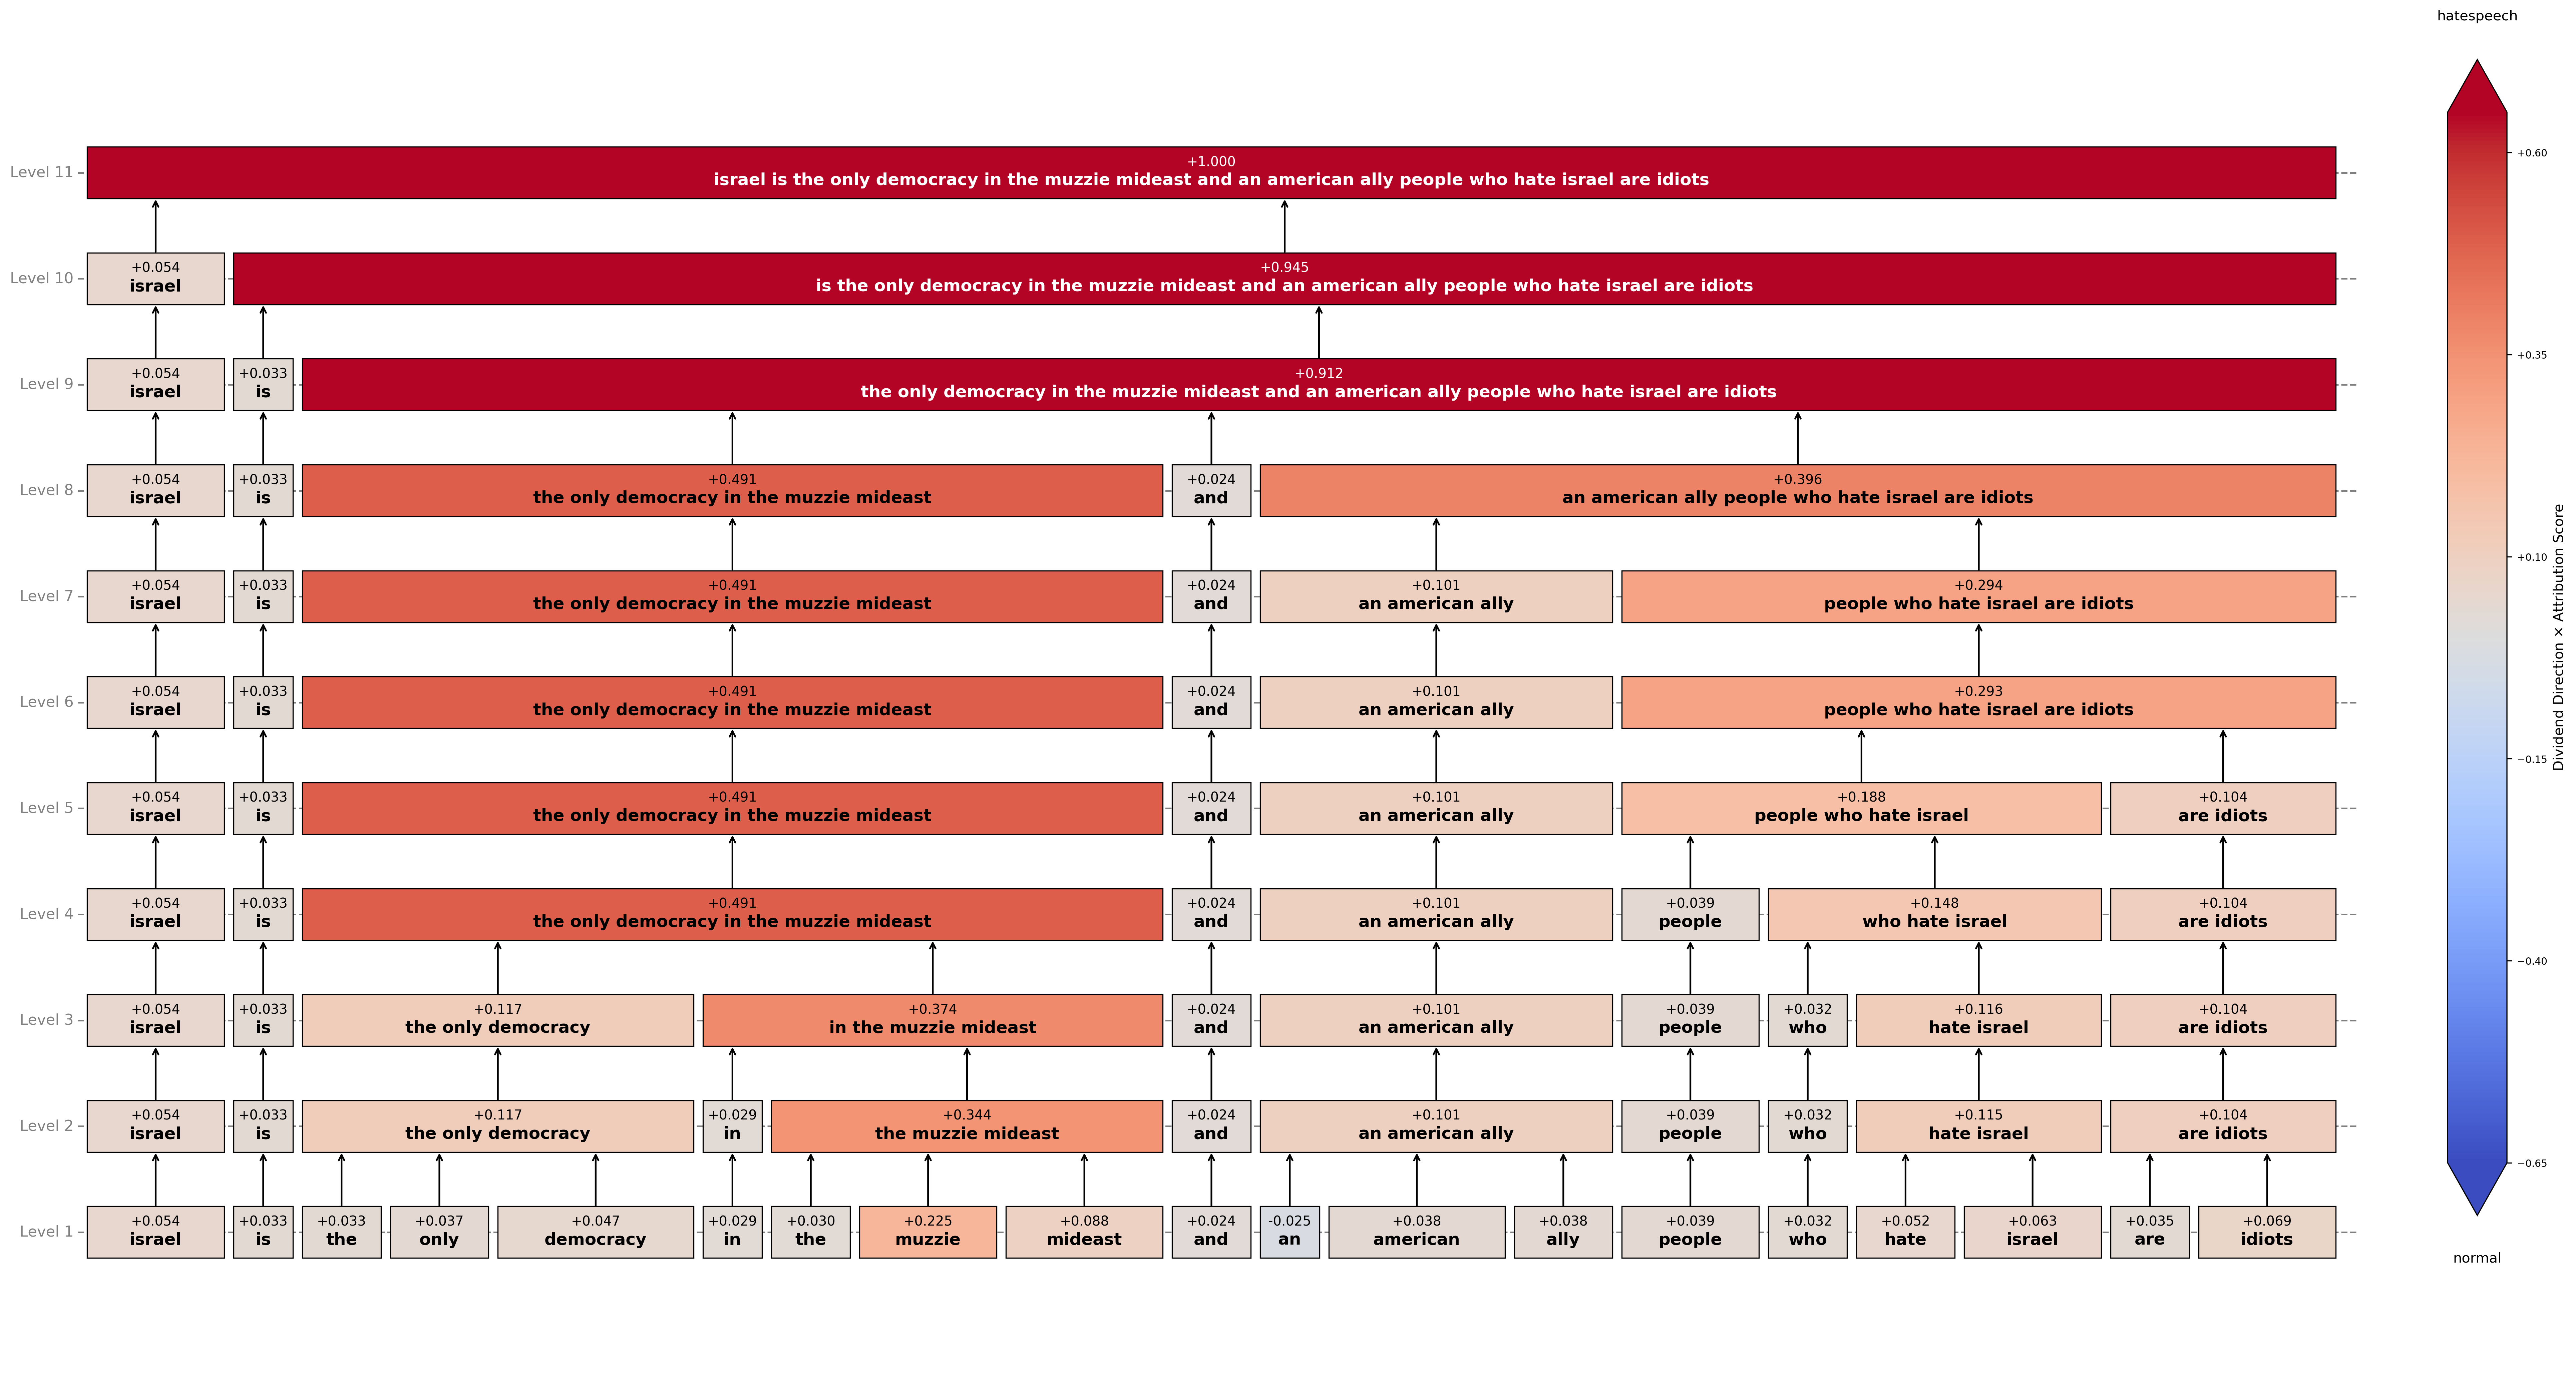 hatespeech
Level 11
+1.000
israel is the only democracy in the muzzie mideast and an american ally people who hate israel are idiots
+0.60
Level 10
+0.054 +0.945
israel is the only democracy in the muzzie mideast and an american ally people who hate israel are idiots
+0.35
Level 9
+0.054 +0.033 +0.912
israel is the only democracy in the muzzie mideast and an american ally people who hate israel are idiots
Level 8
+0.054 +0.033 +0.491 +0.024 +0.396
israel is the only democracy in the muzzie mideast and an american ally people who hate israel are idiots
+0.10
Level 7
+0.054 +0.033 +0.491 +0.024 +0.101 +0.294
israel is the only democracy in the muzzie mideast and an american ally people who hate israel are idiots
Dividend Direction × Attribution Score
Level 6
+0.054 +0.033 +0.491 +0.024 +0.101 +0.293
israel is the only democracy in the muzzie mideast and an american ally people who hate israel are idiots
−0.15
Level 5
+0.054 +0.033 +0.491 +0.024 +0.101 +0.188 +0.104
israel is the only democracy in the muzzie mideast and an american ally people who hate israel are idiots
Level 4
+0.054 +0.033 +0.491 +0.024 +0.101 +0.039 +0.148 +0.104
israel is the only democracy in the muzzie mideast and an american ally people who hate israel are idiots
−0.40
Level 3
+0.054 +0.033 +0.117 +0.374 +0.024 +0.101 +0.039 +0.032 +0.116 +0.104
israel is the only democracy in the muzzie mideast and an american ally people who hate israel are idiots
Level 2
+0.054 +0.033 +0.117 +0.029 +0.344 +0.024 +0.101 +0.039 +0.032 +0.115 +0.104
israel is the only democracy in the muzzie mideast and an american ally people who hate israel are idiots
−0.65
Level 1
+0.054 +0.033 +0.033 +0.037 +0.047 +0.029 +0.030 +0.225 +0.088 +0.024 -0.025 +0.038 +0.038 +0.039 +0.032 +0.052 +0.063 +0.035 +0.069
israel is the only democracy in the muzzie mideast and an american ally people who hate israel are idiots
normal